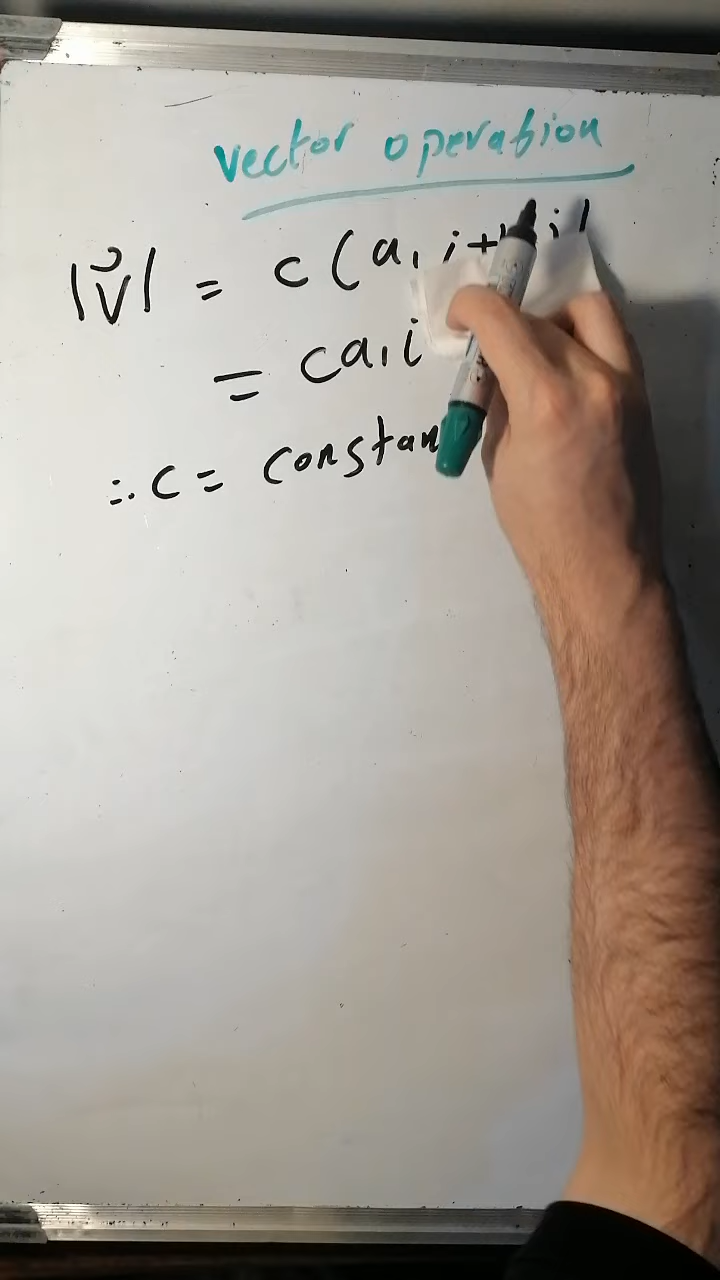 vector operation
|v⃗| = c(a₁i+ j)
= ca₁i
∴ c = constan